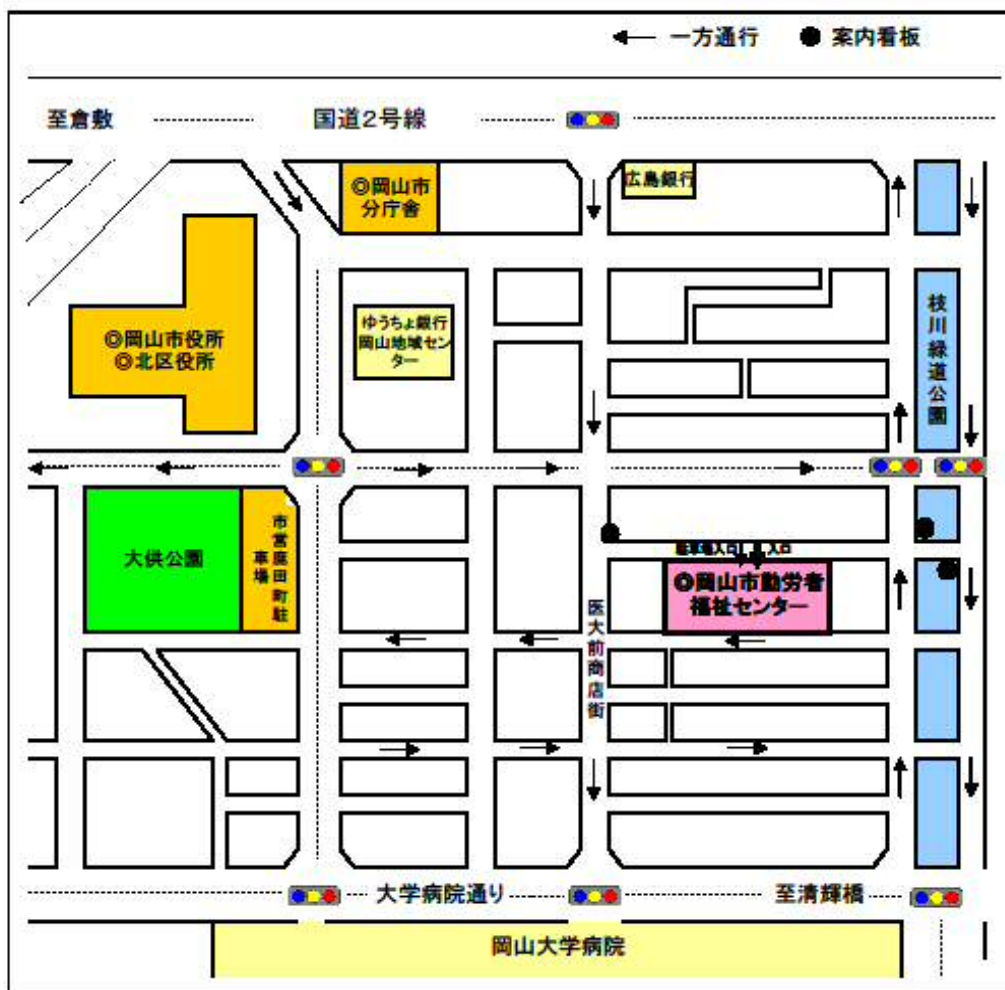 一方通行
案内看板
至倉敷
国道2号線
◎岡山市
分庁舎
広島銀行
◎岡山市役所
◎北区役所
ゆうちょ銀行
岡山地域セン
ター
枝川緑道公園
大供公園
市営鹿田町駐
車場
駐車場入口
入口
◎岡山市勤労者
福祉センター
医大前商店街
大学病院通り
至清輝橋
岡山大学病院